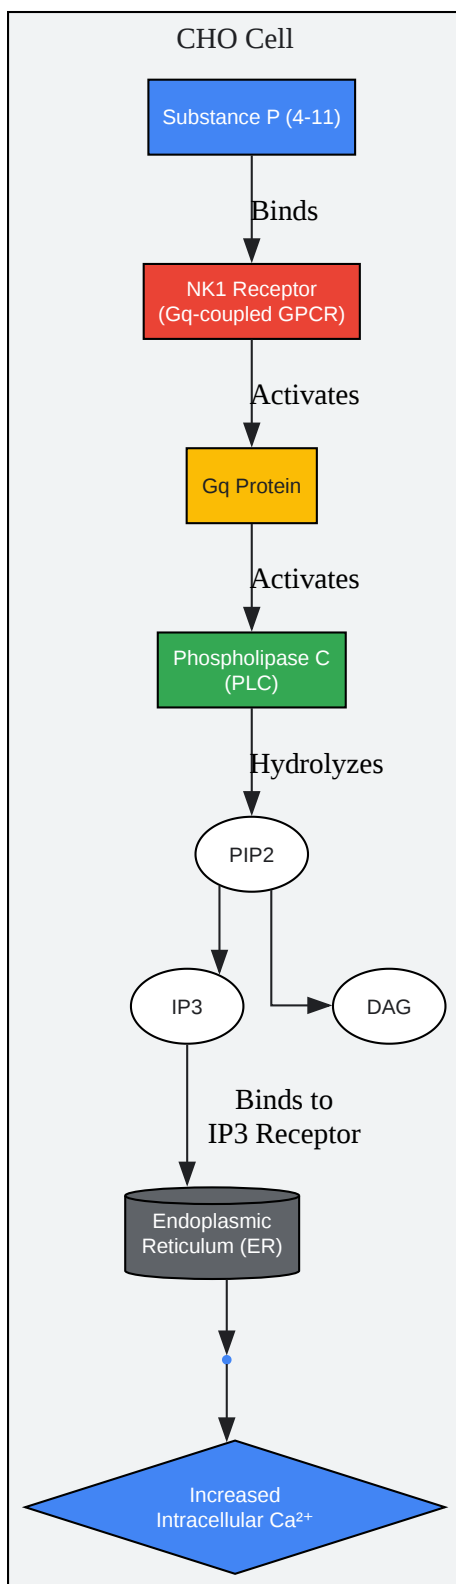 CHO Cell
Substance P (4-11)
Binds
NK1 Receptor
(Gq-coupled GPCR)
Activates
Gq Protein
Activates
Phospholipase C
(PLC)
Hydrolyzes
PIP2
IP3
DAG
Binds to
IP3 Receptor
Endoplasmic
Reticulum (ER)
Increased
Intracellular Ca²⁺